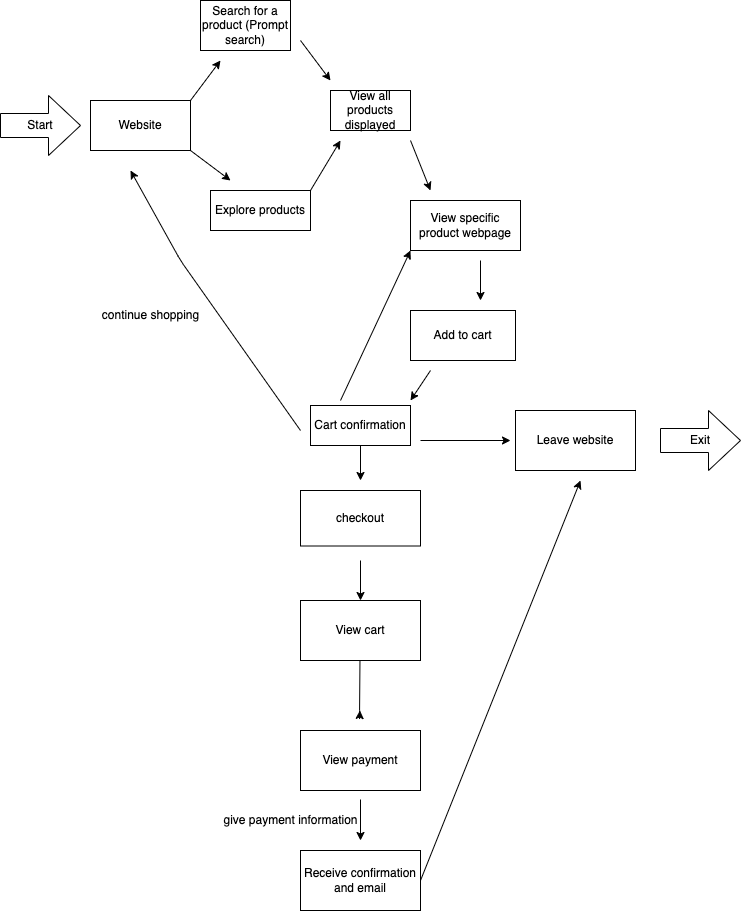 Search for a
product (Prompt
search)
Start
Website
View all
products
displayed
Explore products
View specific
product webpage
continue shopping
Add to cart
Cart confirmation
Leave website
Exit
checkout
View cart
View payment
give payment information
Receive confirmation
and email